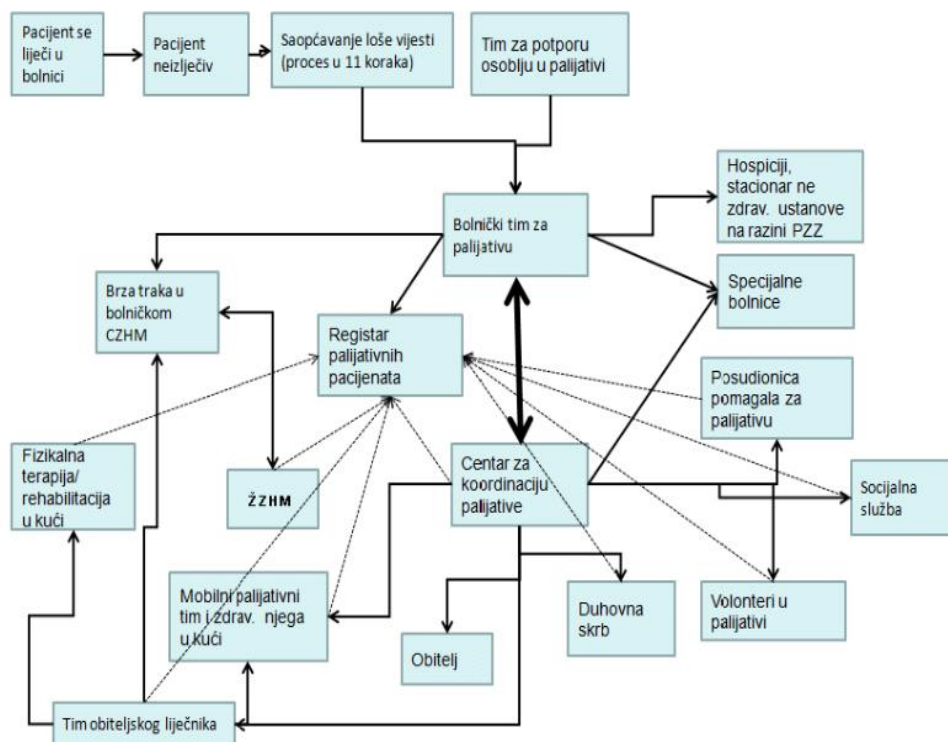 Pacijent se
liječi u
bolnici
Pacijent
neizlječiv
Saopćavanje loše vijesti
(proces u 11 koraka)
Tim za potporu
osoblju u palijativi
Hospiciji,
stacionar ne
zdrav. ustanove
na razini PZZ
Bolnički tim za
palijativu
Specijalne
bolnice
Brza traka u
bolničkom
CZHM
Registar
palijativnih
pacijenata
Posudionica
pomagala za
palijativu
Fizikalna
terapija/
rehabilitacija
u kući
ŽZHM
Centar za
koordinaciju
palijative
Socijalna
služba
Mobilni palijativni
tim i zdrav. njega
u kući
Obitelj
Duhovna
skrb
Volonteri u
palijativi
Tim obiteljskog liječnika